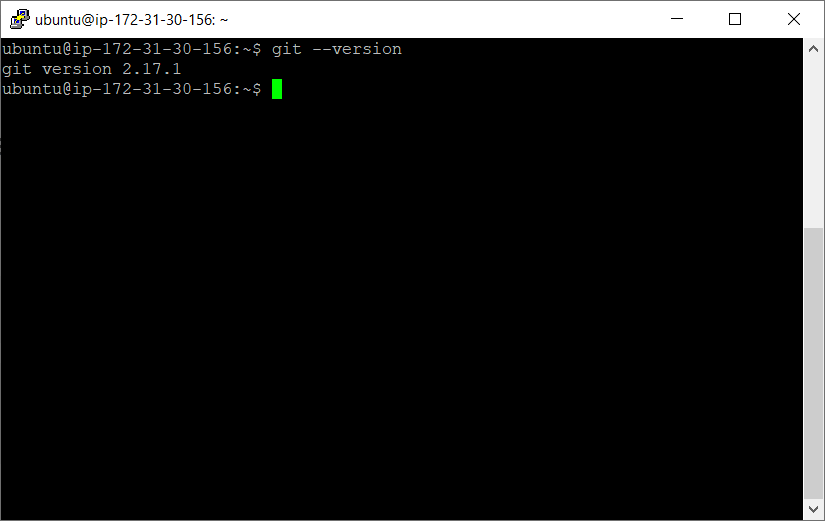 ubuntu@ip-172-31-30-156: ~
ubuntu@ip-172-31-30-156:~$ git --version
git version 2.17.1
ubuntu@ip-172-31-30-156:~$